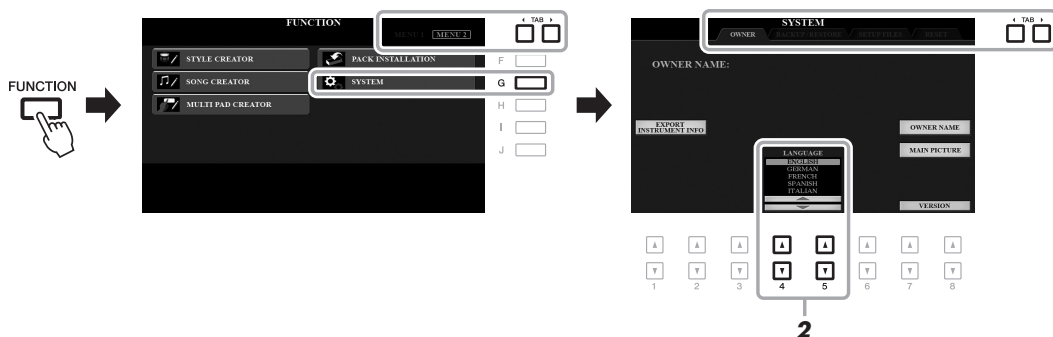 FUNCTION
FUNCTION
MENU 1 MENU 2
TAB
STYLE CREATOR
PACK INSTALLATION
F
SONG CREATOR
SYSTEM
G
MULTI PAD CREATOR
H
I
J
SYSTEM
TAB
OWNER BACKUP/RESTORE SETUP FILES RESET
OWNER NAME:
EXPORT
INSTRUMENT INFO
OWNER NAME
MAIN PICTURE
VERSION
LANGUAGE
ENGLISH
GERMAN
FRENCH
SPANISH
ITALIAN
1 2 3 4 5 6 7 8
2